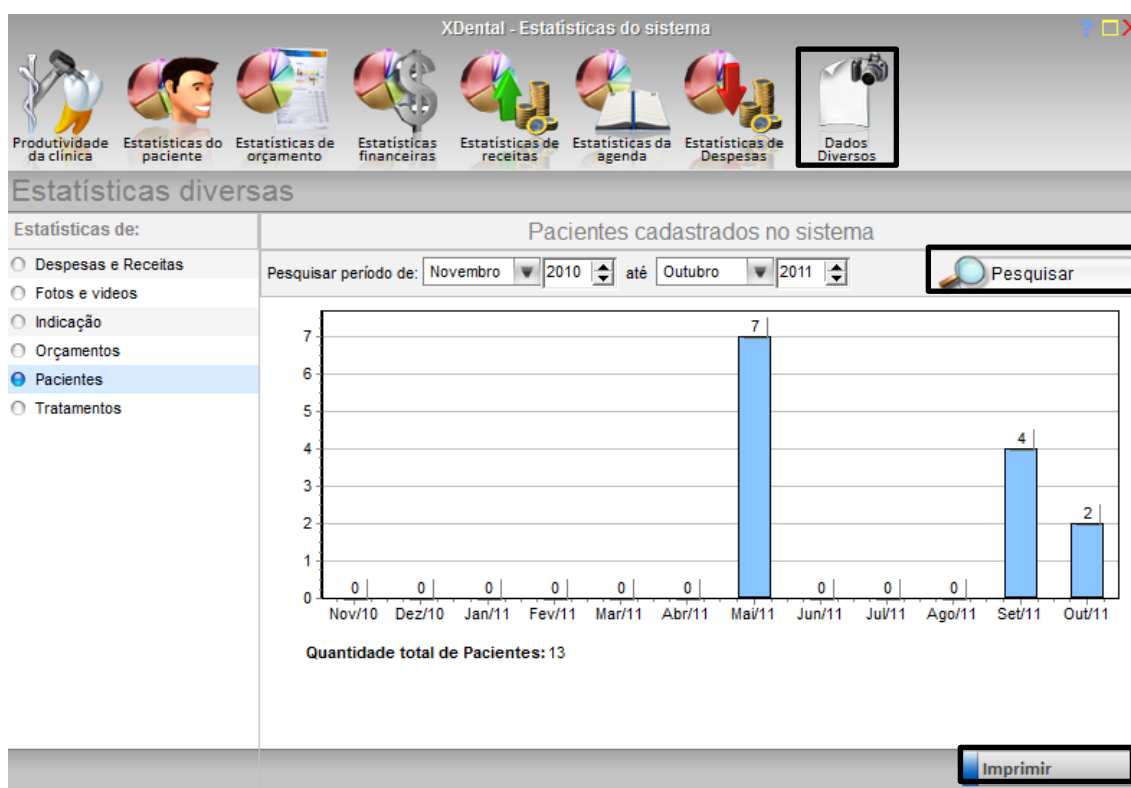 XDental - Estatísticas do sistema
?
Produtividade da clínica
Estatísticas do paciente
Estatísticas de orçamento
Estatísticas financeiras
Estatísticas de receitas
Estatísticas da agenda
Estatísticas de Despesas
Dados Diversos
Estatísticas diversas
Estatísticas de:
Despesas e Receitas
Fotos e videos
Indicação
Orçamentos
Pacientes
Tratamentos
Pacientes cadastrados no sistema
Pesquisar período de: Novembro 2010 até Outubro 2011 Pesquisar
7
6
5
4
3
2
1
0
0 0 0 0 0 0 7 0 0 0 4 2
Nov/10 Dez/10 Jan/11 Fev/11 Mar/11 Abr/11 Mai/11 Jun/11 Jul/11 Ago/11 Set/11 Out/11
Quantidade total de Pacientes: 13
Imprimir